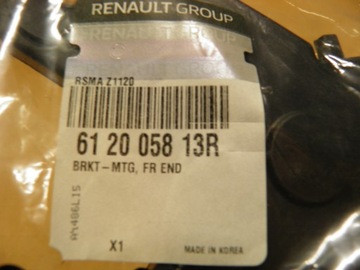 RENAULT GROUP
RENAULT GROUP
RSMA Z1120
61 20 058 13R
BRKT-MTG, FR END
X1
MADE IN KOREA